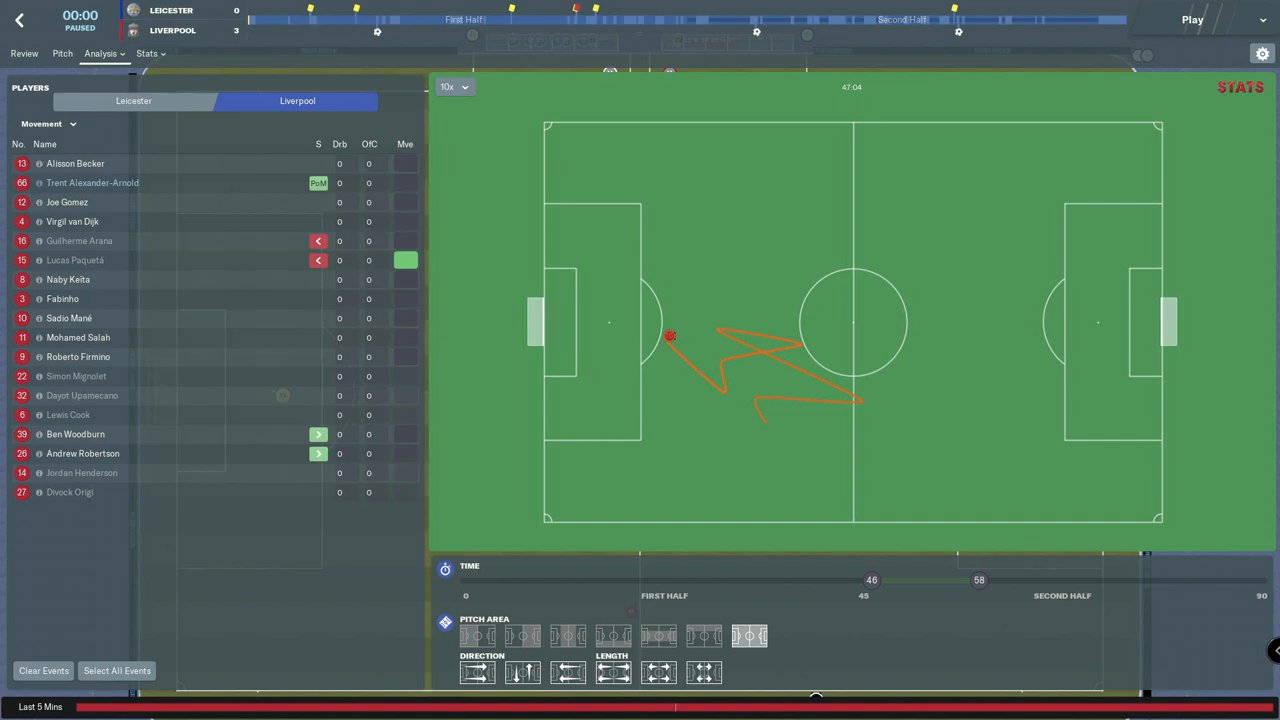 00:00
PAUSED
LEICESTER 0
LIVERPOOL 3
First Half
Second Half
Play
Review Pitch Analysis Stats
PLAYERS
Leicester Liverpool
Movement
No. Name S Drb OfC Mve
13 Alisson Becker 0 0
66 Trent Alexander-Arnold PoM 0 0
12 Joe Gomez 0 0
4 Virgil van Dijk 0 0
16 Guilherme Arana 0 0
15 Lucas Paquetá 0 0
8 Naby Keïta 0 0
3 Fabinho 0 0
10 Sadio Mané 0 0
11 Mohamed Salah 0 0
9 Roberto Firmino 0 0
22 Simon Mignolet 0 0
32 Dayot Upamecano 0 0
6 Lewis Cook 0 0
39 Ben Woodburn 0 0
26 Andrew Robertson 0 0
14 Jordan Henderson 0 0
27 Divock Origi 0 0
Clear Events Select All Events
10x
47:04
STATS
TIME
46 58
0 FIRST HALF 45 SECOND HALF 90
PITCH AREA
DIRECTION LENGTH
Last 5 Mins